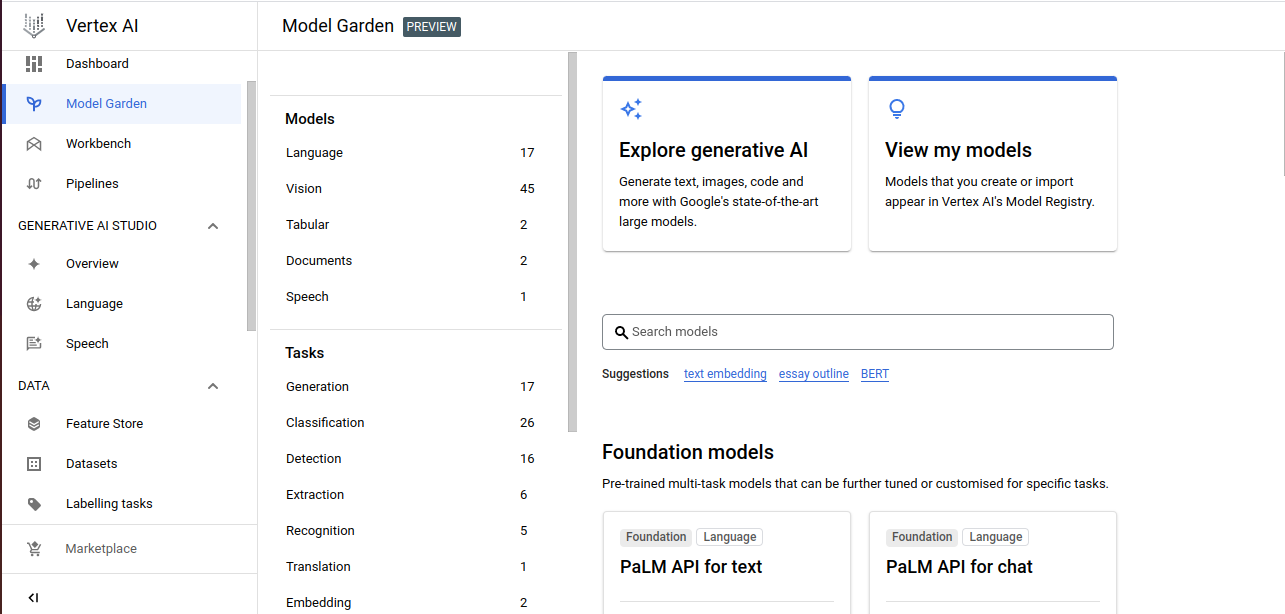 Vertex AI
Model Garden PREVIEW
Dashboard
Model Garden
Workbench
Pipelines
GENERATIVE AI STUDIO
Overview
Language
Speech
DATA
Feature Store
Datasets
Labelling tasks
Marketplace
Models
Language 17
Vision 45
Tabular 2
Documents 2
Speech 1
Tasks
Generation 17
Classification 26
Detection 16
Extraction 6
Recognition 5
Translation 1
Embedding 2
Explore generative AI
Generate text, images, code and
more with Google's state-of-the-art
large models.
View my models
Models that you create or import
appear in Vertex AI's Model Registry.
Search models
Suggestions text embedding essay outline BERT
Foundation models
Pre-trained multi-task models that can be further tuned or customised for specific tasks.
Foundation Language
PaLM API for text
Foundation Language
PaLM API for chat